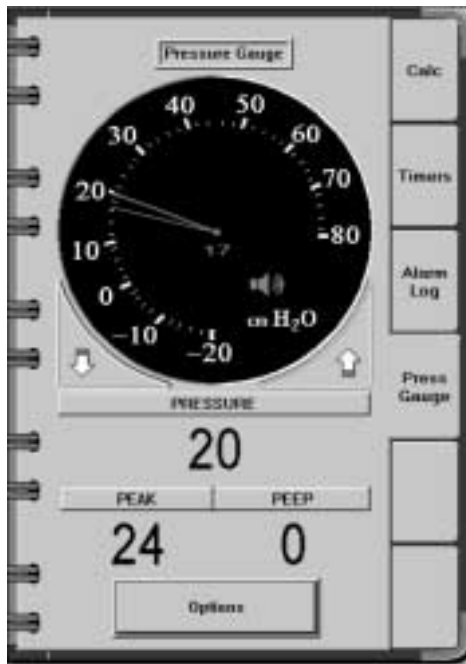 Pressure Gauge
Calc
Timers
Alarm
Log
Press
Gauge
40
50
30
60
20
70
10
80
0
-10
-20
17
cm H₂O
PRESSURE
20
PEAK
PEEP
24
0
Options